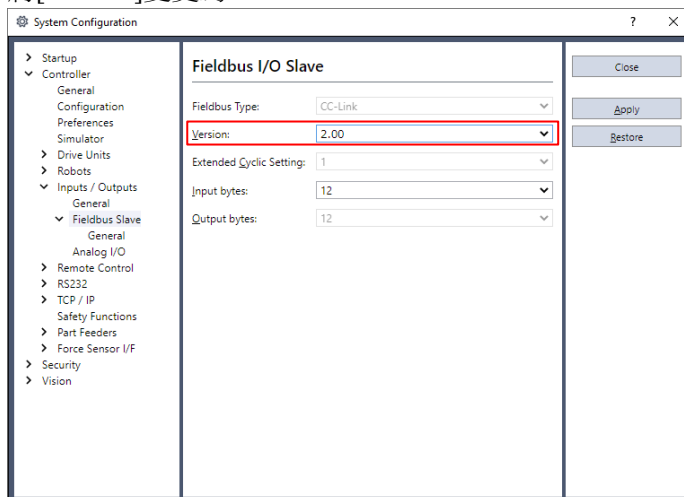 System Configuration
? ×
Startup
Controller
General
Configuration
Preferences
Simulator
Drive Units
Robots
Inputs / Outputs
General
Fieldbus Slave
General
Analog I/O
Remote Control
RS232
TCP / IP
Safety Functions
Part Feeders
Force Sensor I/F
Security
Vision
Fieldbus I/O Slave
Fieldbus Type: CC-Link
Version: 2.00
Extended Cyclic Setting: 1
Input bytes: 12
Output bytes: 12
Close
Apply
Restore